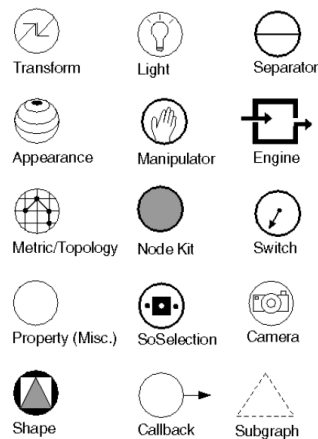 Transform
Light
Separator
Appearance
Manipulator
Engine
Metric/Topology
Node Kit
Switch
Property (Misc.)
SoSelection
Camera
Shape
Callback
Subgraph